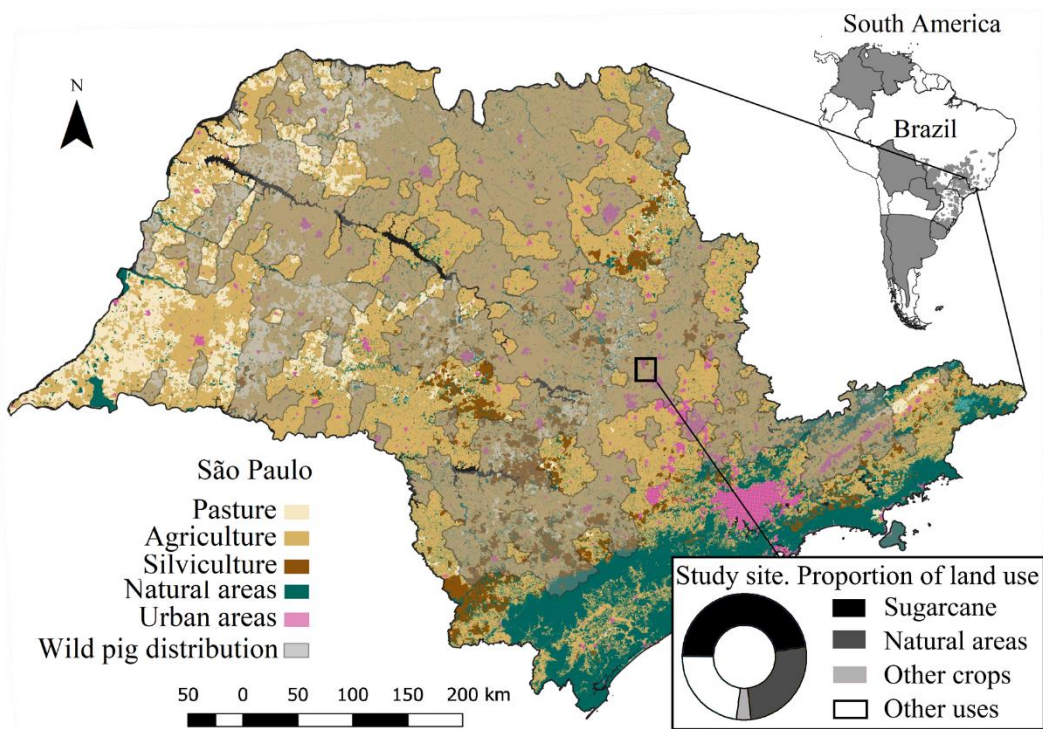 South America
N
Brazil
São Paulo
Pasture
Agriculture
Silviculture
Natural areas
Urban areas
Wild pig distribution
50 0 50 100 150 200 km
Study site. Proportion of land use
Sugarcane
Natural areas
Other crops
Other uses